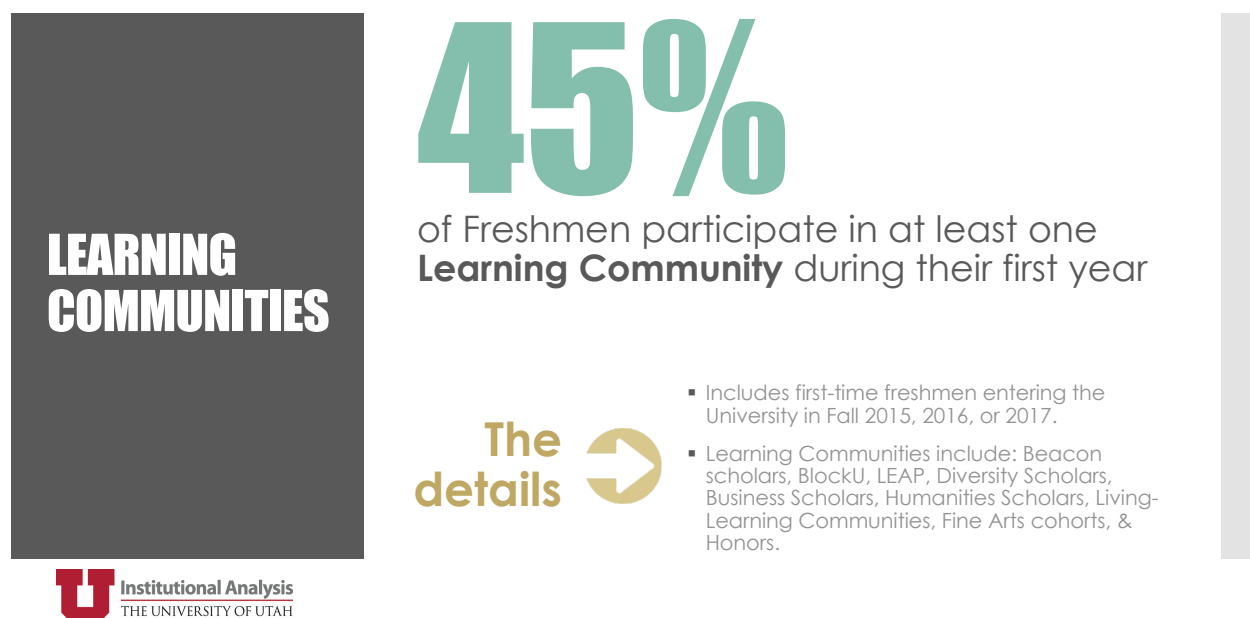 LEARNING
COMMUNITIES
45%
of Freshmen participate in at least one
Learning Community during their first year
The
details
▪ Includes first-time freshmen entering the
University in Fall 2015, 2016, or 2017.
▪ Learning Communities include: Beacon
scholars, BlockU, LEAP, Diversity Scholars,
Business Scholars, Humanities Scholars, Living-
Learning Communities, Fine Arts cohorts, &
Honors.
U
Institutional Analysis
THE UNIVERSITY OF UTAH